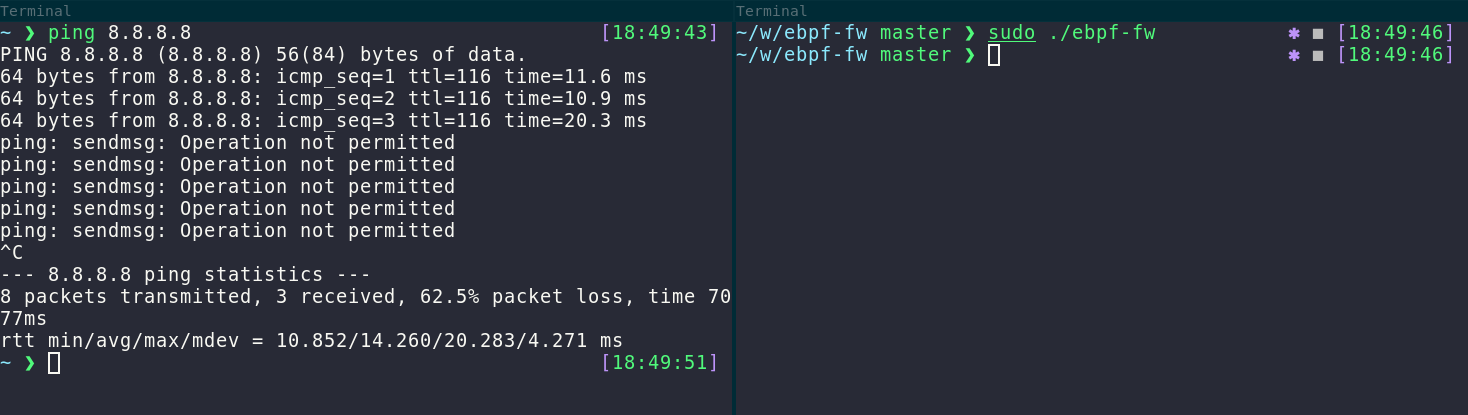 Terminal
~ ❯ ping 8.8.8.8 [18:49:43]
PING 8.8.8.8 (8.8.8.8) 56(84) bytes of data.
64 bytes from 8.8.8.8: icmp_seq=1 ttl=116 time=11.6 ms
64 bytes from 8.8.8.8: icmp_seq=2 ttl=116 time=10.9 ms
64 bytes from 8.8.8.8: icmp_seq=3 ttl=116 time=20.3 ms
ping: sendmsg: Operation not permitted
ping: sendmsg: Operation not permitted
ping: sendmsg: Operation not permitted
ping: sendmsg: Operation not permitted
ping: sendmsg: Operation not permitted
^C
--- 8.8.8.8 ping statistics ---
8 packets transmitted, 3 received, 62.5% packet loss, time 70
77ms
rtt min/avg/max/mdev = 10.852/14.260/20.283/4.271 ms
~ ❯ [18:49:51]
Terminal
~/w/ebpf-fw master ❯ sudo ./ebpf-fw ✱ ■ [18:49:46]
~/w/ebpf-fw master ❯ ✱ ■ [18:49:46]